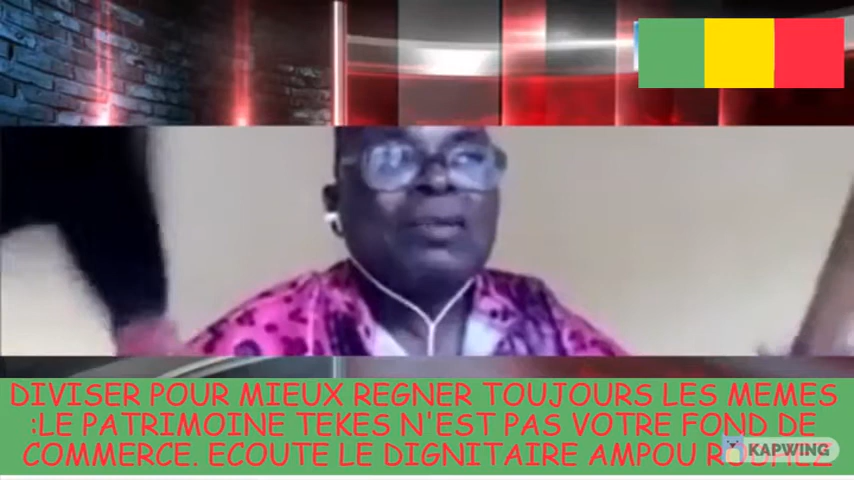 DIVISER POUR MIEUX REGNER TOUJOURS LES MEMES
:LE PATRIMOINE TEKES N'EST PAS VOTRE FOND DE
COMMERCE. ECOUTE LE DIGNITAIRE AMPOU
KAPWING